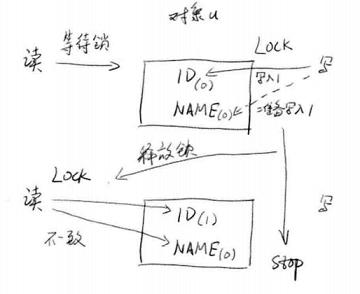 对象u
等待锁
LOCK
读
写
ID(0)
写入1
NAME(0)
准备写入1
释放锁
LOCK
读
写
ID(1)
不一致
NAME(0)
stop